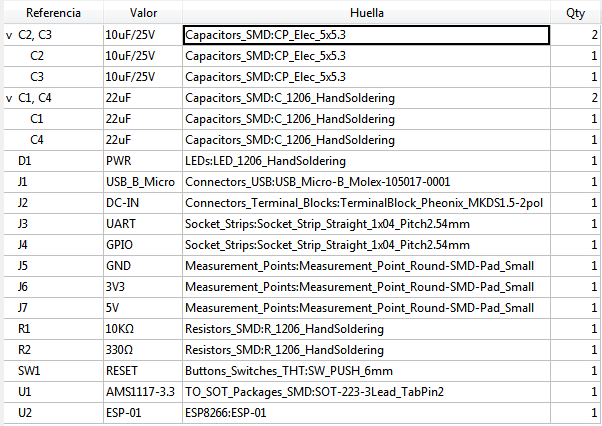 Referencia Valor Huella Qty
v C2, C3 10uF/25V Capacitors_SMD:CP_Elec_5x5.3 2
C2 10uF/25V Capacitors_SMD:CP_Elec_5x5.3 1
C3 10uF/25V Capacitors_SMD:CP_Elec_5x5.3 1
v C1, C4 22uF Capacitors_SMD:C_1206_HandSoldering 2
C1 22uF Capacitors_SMD:C_1206_HandSoldering 1
C4 22uF Capacitors_SMD:C_1206_HandSoldering 1
D1 PWR LEDs:LED_1206_HandSoldering 1
J1 USB_B_Micro Connectors_USB:USB_Micro-B_Molex-105017-0001 1
J2 DC-IN Connectors_Terminal_Blocks:TerminalBlock_Pheonix_MKDS1.5-2pol 1
J3 UART Socket_Strips:Socket_Strip_Straight_1x04_Pitch2.54mm 1
J4 GPIO Socket_Strips:Socket_Strip_Straight_1x04_Pitch2.54mm 1
J5 GND Measurement_Points:Measurement_Point_Round-SMD-Pad_Small 1
J6 3V3 Measurement_Points:Measurement_Point_Round-SMD-Pad_Small 1
J7 5V Measurement_Points:Measurement_Point_Round-SMD-Pad_Small 1
R1 10KΩ Resistors_SMD:R_1206_HandSoldering 1
R2 330Ω Resistors_SMD:R_1206_HandSoldering 1
SW1 RESET Buttons_Switches_THT:SW_PUSH_6mm 1
U1 AMS1117-3.3 TO_SOT_Packages_SMD:SOT-223-3Lead_TabPin2 1
U2 ESP-01 ESP8266:ESP-01 1